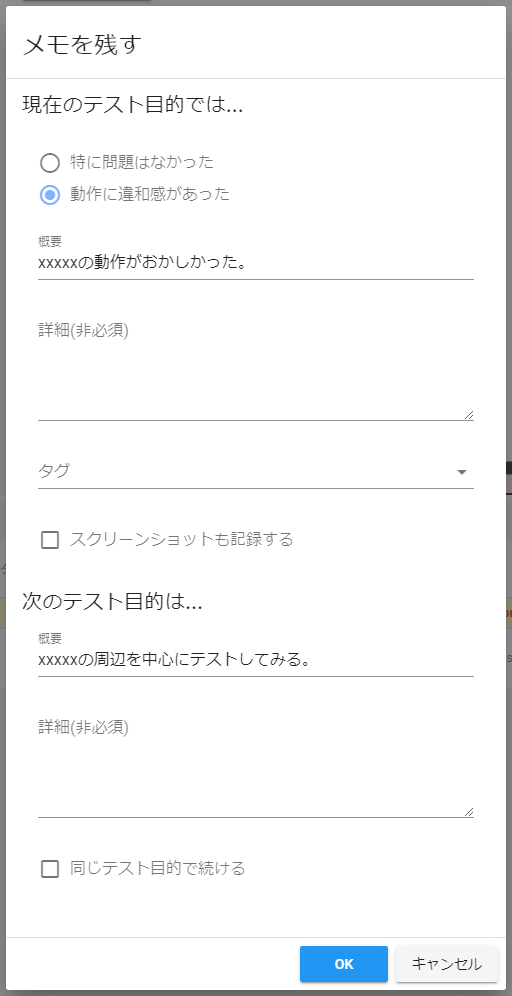 メモを残す
現在のテスト目的では...
特に問題はなかった
動作に違和感があった
概要
xxxxxの動作がおかしかった。
詳細(非必須)
タグ
スクリーンショットも記録する
次のテスト目的は...
概要
xxxxxの周辺を中心にテストしてみる。
詳細(非必須)
同じテスト目的で続ける
OK
キャンセル